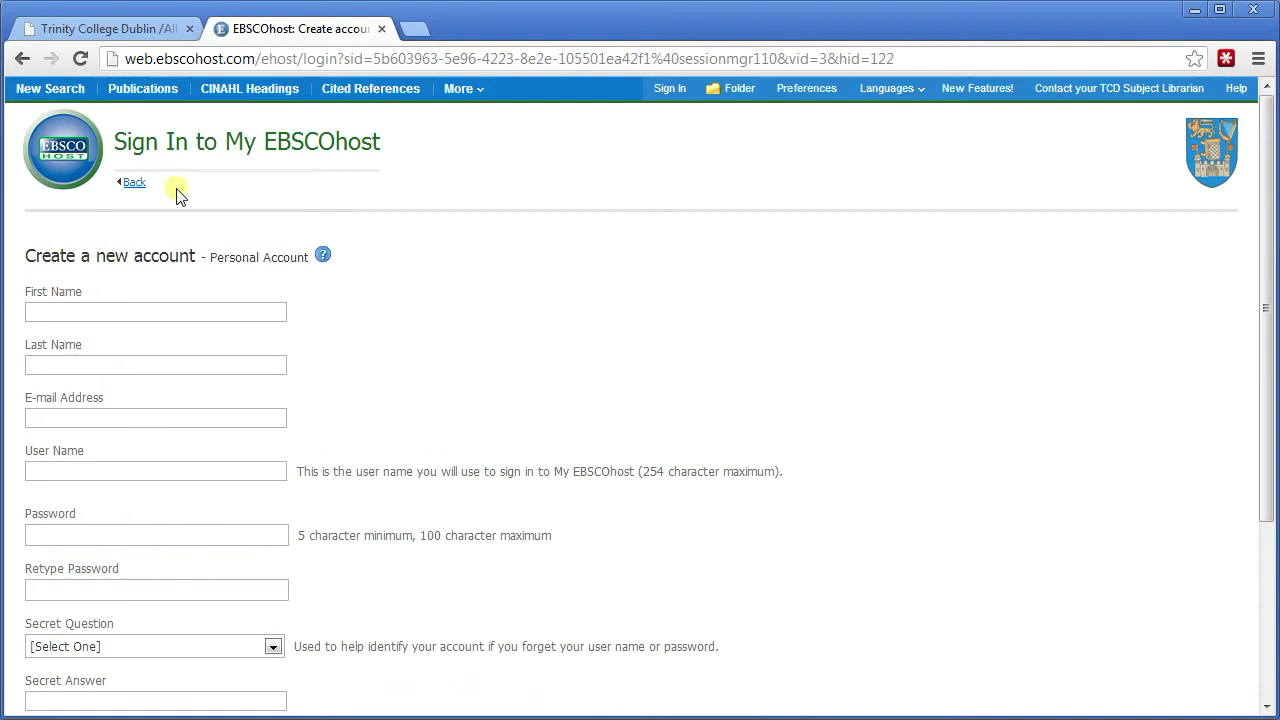 Trinity College Dublin /All
EBSCOhost: Create accou
web.ebscohost.com/ehost/login?sid=5b603963-5e96-4223-8e2e-105501ea42f1%40sessionmgr110&vid=3&hid=122
New Search Publications CINAHL Headings Cited References More Sign In Folder Preferences Languages New Features! Contact your TCD Subject Librarian Help
EBSCO
HOST
Sign In to My EBSCOhost
Back
Create a new account - Personal Account ?
First Name
Last Name
E-mail Address
User Name
This is the user name you will use to sign in to My EBSCOhost (254 character maximum).
Password
5 character minimum, 100 character maximum
Retype Password
Secret Question
[Select One] Used to help identify your account if you forget your user name or password.
Secret Answer